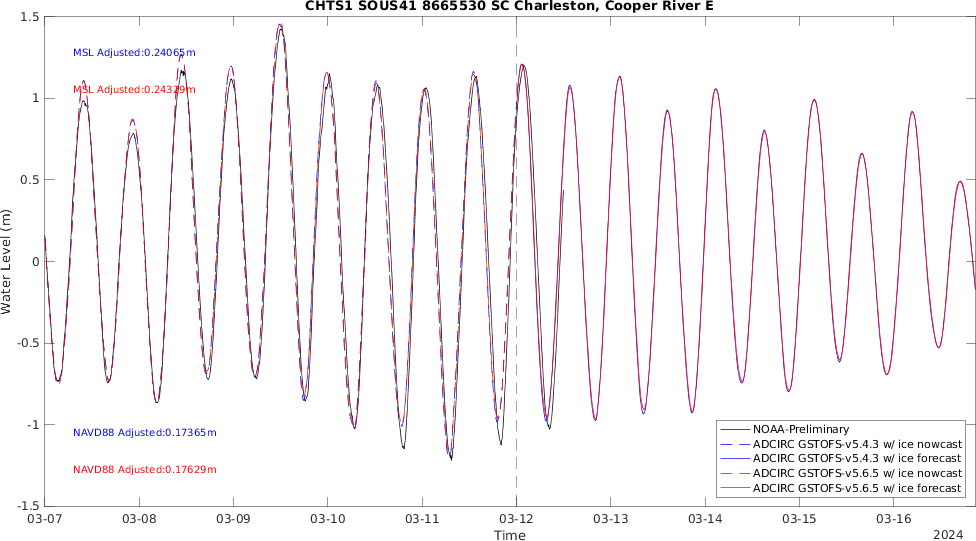 CHTS1 SOUS41 8665530 SC Charleston, Cooper River E
1.5
1
0.5
0
-0.5
-1
-1.5
Water Level (m)
MSL Adjusted:0.24065m
MSL Adjusted:0.24329m
NAVD88 Adjusted:0.17365m
NAVD88 Adjusted:0.17629m
NOAA-Preliminary
ADCIRC GSTOFS-v5.4.3 w/ ice nowcast
ADCIRC GSTOFS-v5.4.3 w/ ice forecast
ADCIRC GSTOFS-v5.6.5 w/ ice nowcast
ADCIRC GSTOFS-v5.6.5 w/ ice forecast
03-07 03-08 03-09 03-10 03-11 03-12 03-13 03-14 03-15 03-16
Time
2024